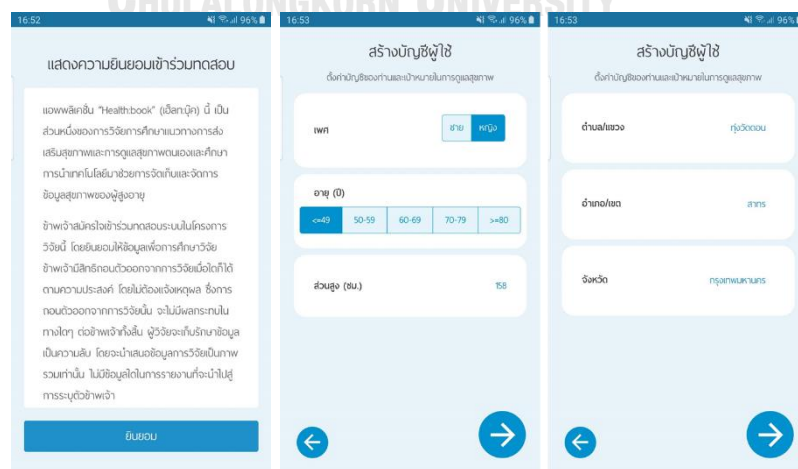 CHULALONGKORN UNIVERSITY
16:52 96%
แสดงความยินยอมเข้าร่วมทดสอบ
แอพพลิเคชั่น "Health:book" (เฮ็ลท:บุ๊ค) นี้ เป็น
ส่วนหนึ่งของการวิจัยการศึกษาแนวทางการส่ง
เสริมสุขภาพและการดูแลสุขภาพตนเองและศึกษา
การนำเทคโนโลยีมาช่วยการจัดเก็บและจัดการ
ข้อมูลสุขภาพของผู้สูงอายุ
ข้าพเจ้าสมัครใจเข้าร่วมทดสอบระบบในโครงการ
วิจัยนี้ โดยยินยอมให้ข้อมูลเพื่อการศึกษาวิจัย
ข้าพเจ้ามีสิทธิถอนตัวออกจากการวิจัยเมื่อใดก็ได้
ตามความประสงค์ โดยไม่ต้องแจ้งเหตุผล ซึ่งการ
ถอนตัวออกจากการวิจัยนั้น จะไม่มีผลกระทบใน
ทางใดๆ ต่อข้าพเจ้าทั้งสิ้น ผู้วิจัยจะเก็บรักษาข้อมูล
เป็นความลับ โดยจะนำเสนอข้อมูลการวิจัยเป็นภาพ
รวมเท่านั้น ไม่มีข้อมูลใดในการรายงานที่จะนำไปสู่
การระบุตัวข้าพเจ้า
ยินยอม
16:53 96%
สร้างบัญชีผู้ใช้
ตั้งค่าบัญชีของท่านและเป้าหมายในการดูแลสุขภาพ
เพศ ชาย หญิง
อายุ (ปี)
<=49 50-59 60-69 70-79 >=80
ส่วนสูง (ซม.) 158
16:53 96%
สร้างบัญชีผู้ใช้
ตั้งค่าบัญชีของท่านและเป้าหมายในการดูแลสุขภาพ
ตำบล/แขวง ทุ่งวัดดอน
อำเภอ/เขต สาทร
จังหวัด กรุงเทพมหานคร